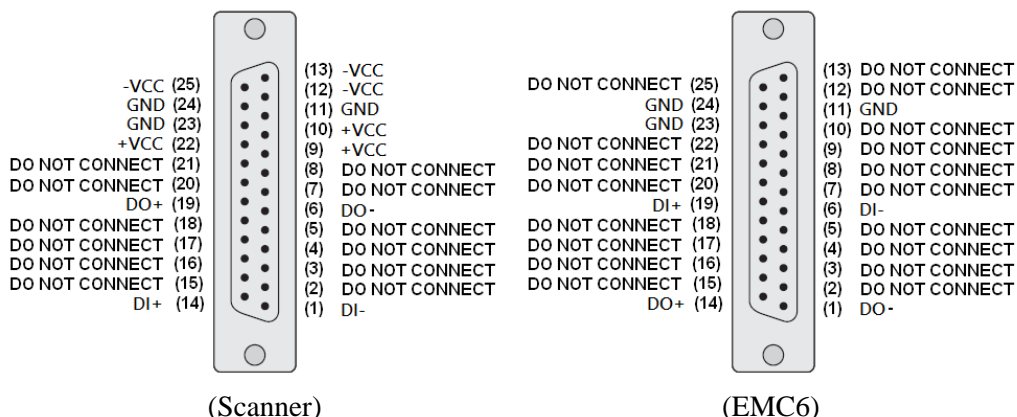 (13) -VCC
-VCC (25)
(12) -VCC
GND (24)
(11) GND
GND (23)
(10) +VCC
+VCC (22)
(9) +VCC
DO NOT CONNECT (21)
(8) DO NOT CONNECT
DO NOT CONNECT (20)
(7) DO NOT CONNECT
DO+ (19)
(6) DO-
DO NOT CONNECT (18)
(5) DO NOT CONNECT
DO NOT CONNECT (17)
(4) DO NOT CONNECT
DO NOT CONNECT (16)
(3) DO NOT CONNECT
DO NOT CONNECT (15)
(2) DO NOT CONNECT
DI+ (14)
(1) DI-
(Scanner)
(13) DO NOT CONNECT
DO NOT CONNECT (25)
(12) DO NOT CONNECT
GND (24)
(11) GND
GND (23)
(10) DO NOT CONNECT
DO NOT CONNECT (22)
(9) DO NOT CONNECT
DO NOT CONNECT (21)
(8) DO NOT CONNECT
DO NOT CONNECT (20)
(7) DO NOT CONNECT
DI+ (19)
(6) DI-
DO NOT CONNECT (18)
(5) DO NOT CONNECT
DO NOT CONNECT (17)
(4) DO NOT CONNECT
DO NOT CONNECT (16)
(3) DO NOT CONNECT
DO NOT CONNECT (15)
(2) DO NOT CONNECT
DO+ (14)
(1) DO-
(EMC6)